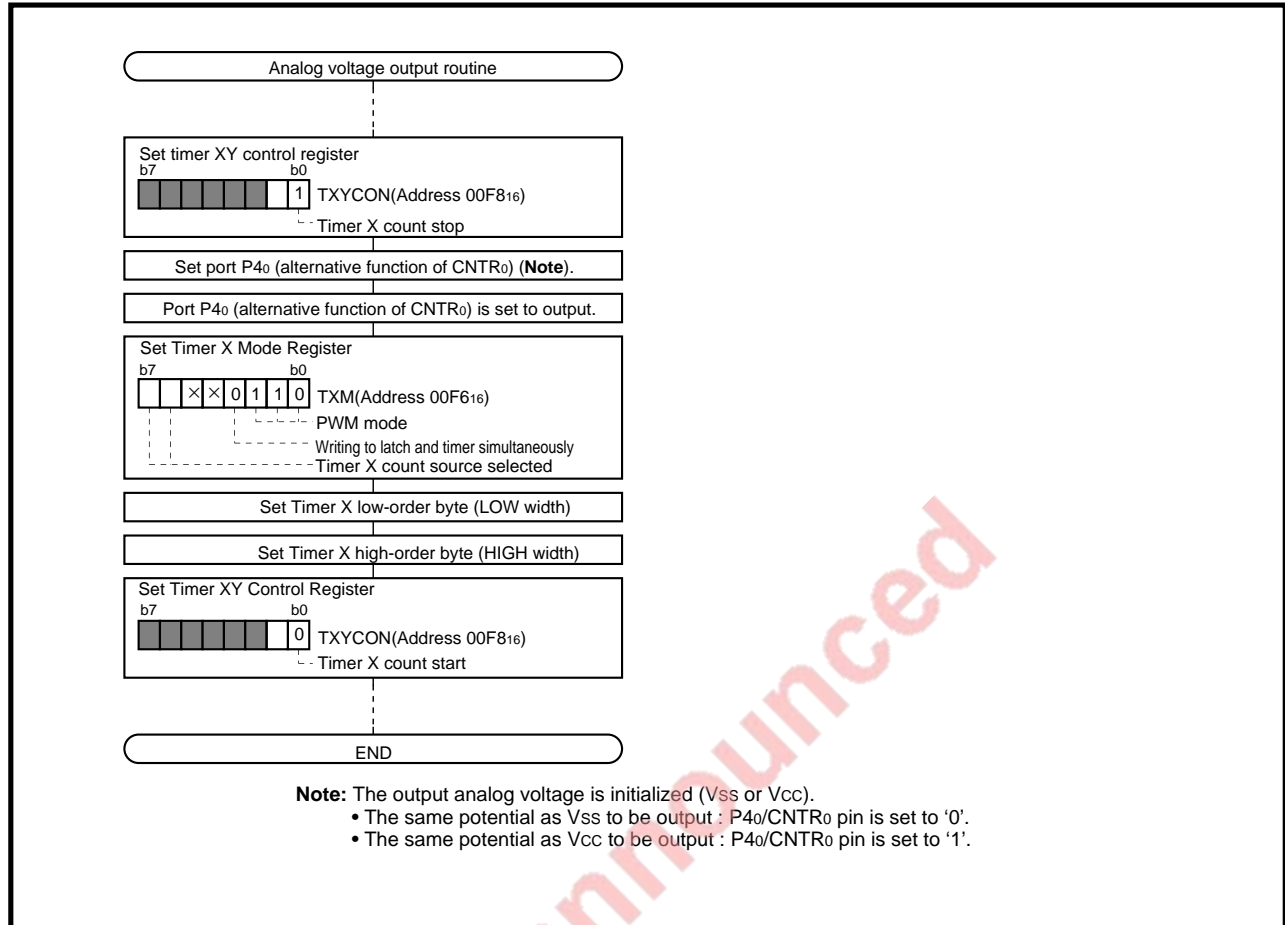 Analog voltage output routine
Set timer XY control register
b7 b0
1 TXYCON(Address 00F816)
Timer X count stop
Set port P40 (alternative function of CNTR0) (Note).
Port P40 (alternative function of CNTR0) is set to output.
Set Timer X Mode Register
b7 b0
× × 0 1 1 0 TXM(Address 00F616)
PWM mode
Writing to latch and timer simultaneously
Timer X count source selected
Set Timer X low-order byte (LOW width)
Set Timer X high-order byte (HIGH width)
Set Timer XY Control Register
b7 b0
0 TXYCON(Address 00F816)
Timer X count start
END
Note: The output analog voltage is initialized (VSS or VCC).
• The same potential as VSS to be output : P40/CNTR0 pin is set to ‘0’.
• The same potential as VCC to be output : P40/CNTR0 pin is set to ‘1’.